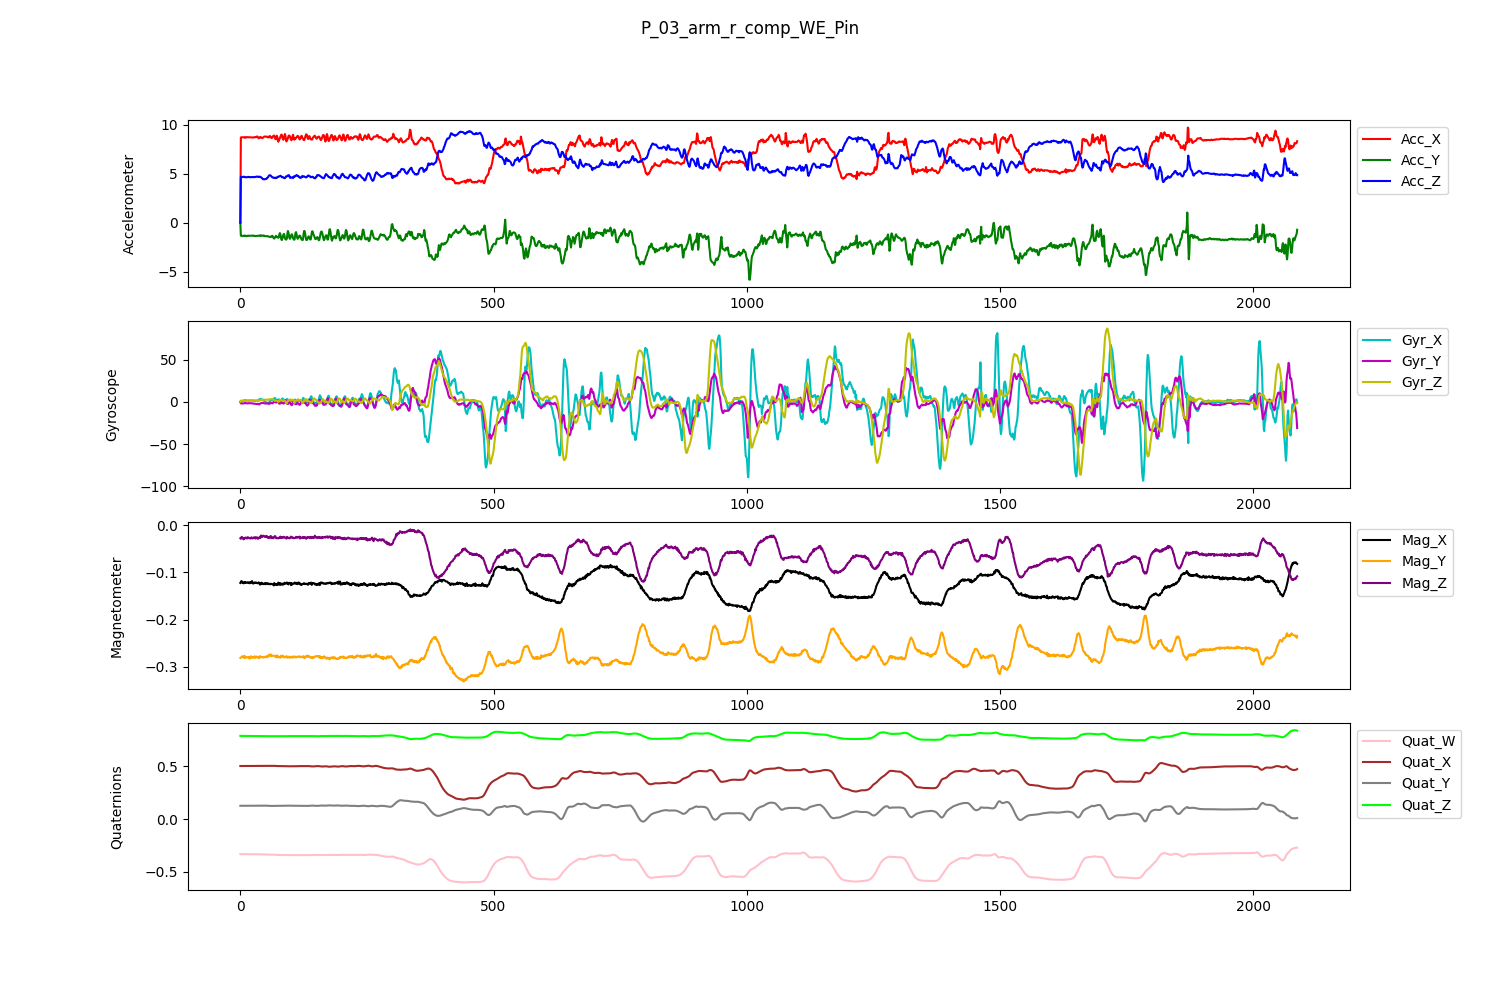 P_03_arm_r_comp_WE_Pin
Accelerometer
10
5
0
−5
0
500
1000
1500
2000
Acc_X
Acc_Y
Acc_Z
Gyroscope
50
0
−50
−100
0
500
1000
1500
2000
Gyr_X
Gyr_Y
Gyr_Z
Magnetometer
0.0
−0.1
−0.2
−0.3
0
500
1000
1500
2000
Mag_X
Mag_Y
Mag_Z
Quaternions
0.5
0.0
−0.5
0
500
1000
1500
2000
Quat_W
Quat_X
Quat_Y
Quat_Z